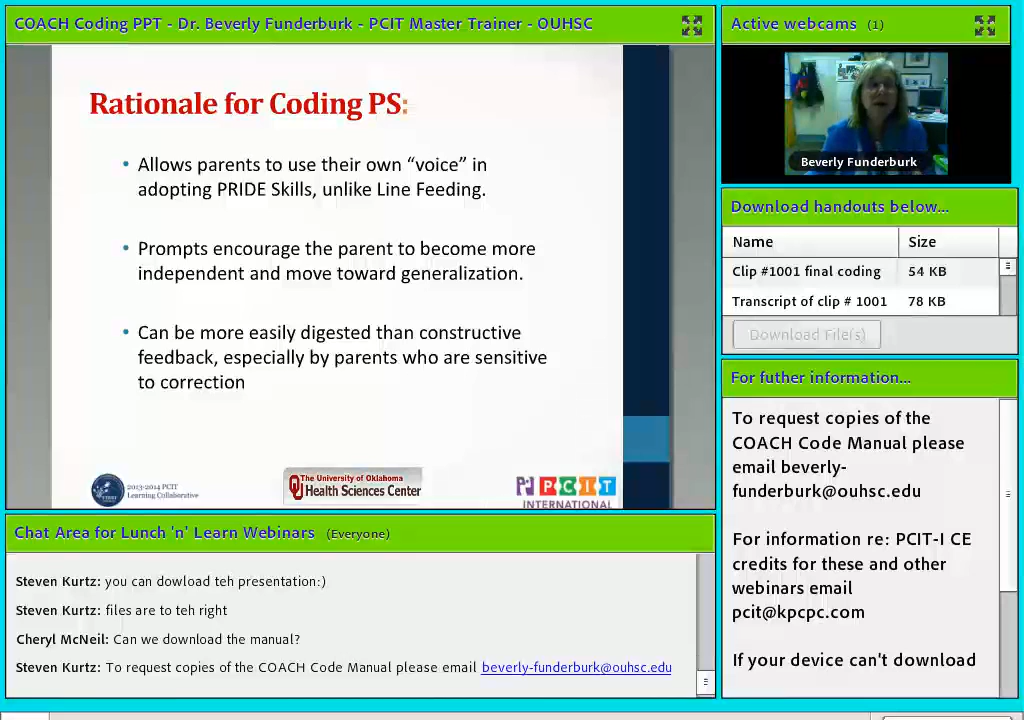 COACH Coding PPT - Dr. Beverly Funderburk - PCIT Master Trainer - OUHSC
Rationale for Coding PS:
• Allows parents to use their own “voice” in
adopting PRIDE Skills, unlike Line Feeding.
• Prompts encourage the parent to become more
independent and move toward generalization.
• Can be more easily digested than constructive
feedback, especially by parents who are sensitive
to correction
2013-2014 PCIT
Learning Collaborative
The University of Oklahoma
Health Sciences Center
PCIT
INTERNATIONAL
Chat Area for Lunch 'n' Learn Webinars (Everyone)
Steven Kurtz: you can dowload teh presentation:)
Steven Kurtz: files are to teh right
Cheryl McNeil: Can we download the manual?
Steven Kurtz: To request copies of the COACH Code Manual please email beverly-funderburk@ouhsc.edu
Active webcams (1)
Beverly Funderburk
Download handouts below...
Name Size
Clip #1001 final coding 54 KB
Transcript of clip # 1001 78 KB
Download File(s)
For futher information...
To request copies of the
COACH Code Manual please
email beverly-
funderburk@ouhsc.edu
For information re: PCIT-I CE
credits for these and other
webinars email
pcit@kpcpc.com
If your device can't download